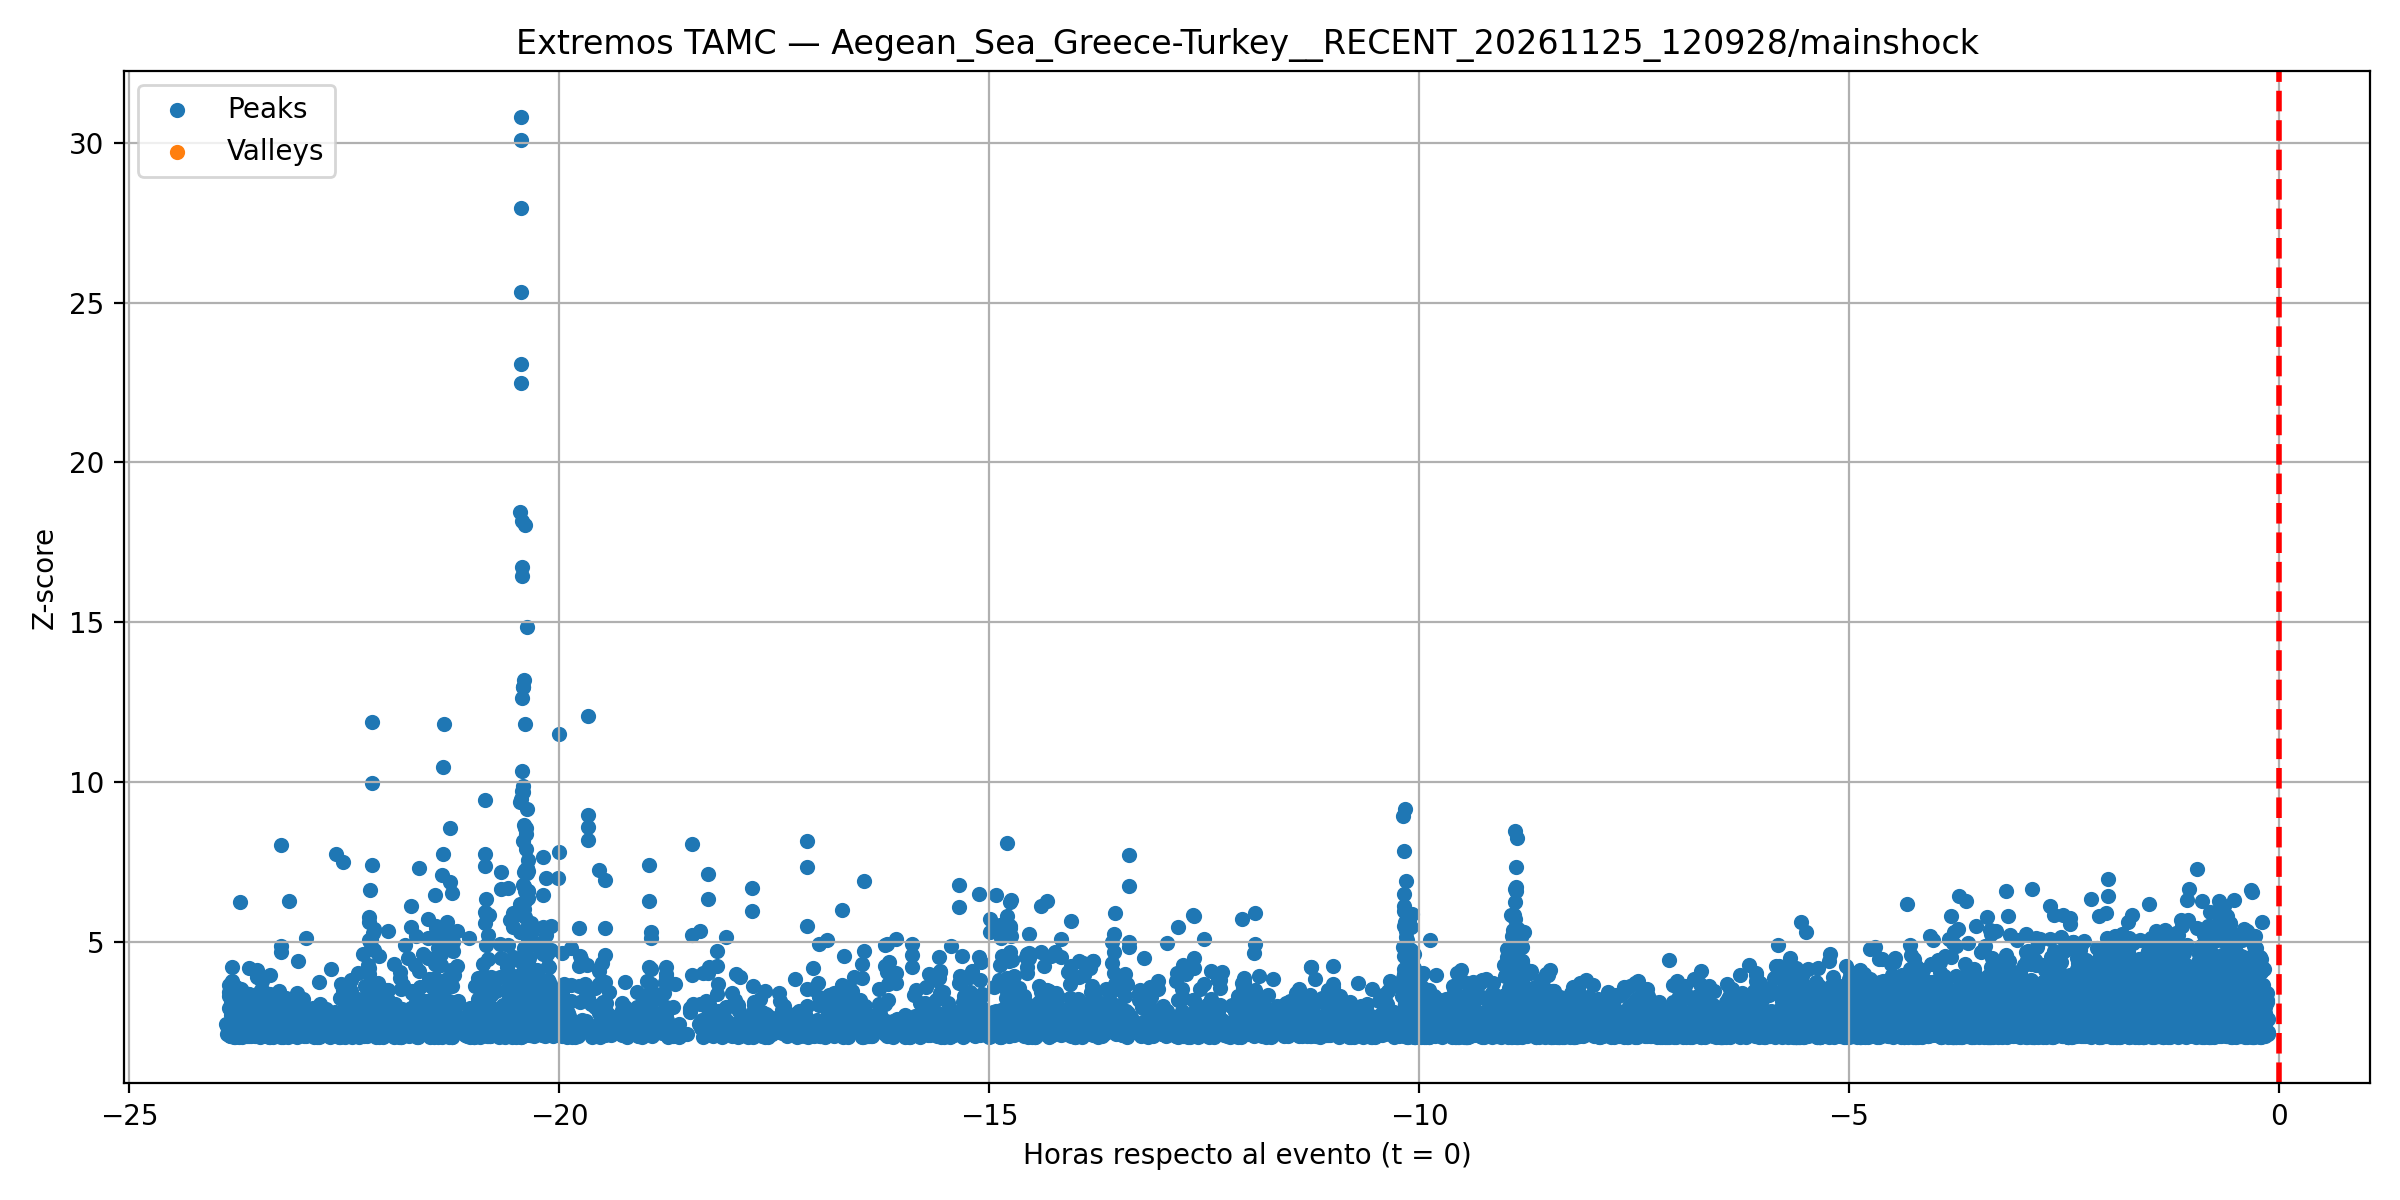 Extremos TAMC — Aegean_Sea_Greece-Turkey__RECENT_20261125_120928/mainshock
Peaks
Valleys
30
25
20
15
10
5
Z-score
−25
−20
−15
−10
−5
0
Horas respecto al evento (t = 0)